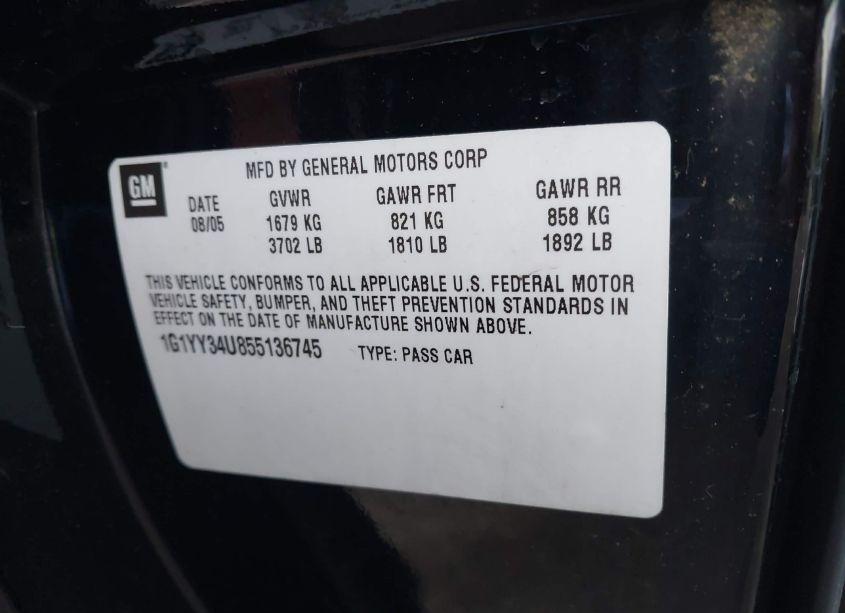 GM
MFD BY GENERAL MOTORS CORP
DATE GVWR GAWR FRT GAWR RR
08/05 1679 KG 821 KG 858 KG
3702 LB 1810 LB 1892 LB
THIS VEHICLE CONFORMS TO ALL APPLICABLE U.S. FEDERAL MOTOR
VEHICLE SAFETY, BUMPER, AND THEFT PREVENTION STANDARDS IN
EFFECT ON THE DATE OF MANUFACTURE SHOWN ABOVE.
1G1YY34U855136745 TYPE: PASS CAR